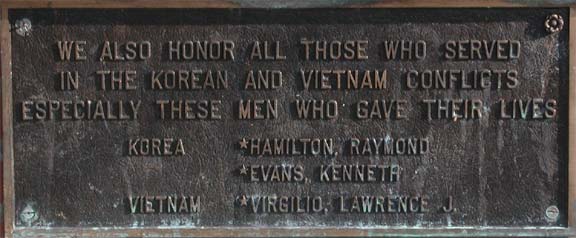 WE ALSO HONOR ALL THOSE WHO SERVED
IN THE KOREAN AND VIETNAM CONFLICTS
ESPECIALLY THESE MEN WHO GAVE THEIR LIVES
KOREA *HAMILTON, RAYMOND
*EVANS, KENNETH
VIETNAM *VIRGILIO, LAWRENCE J.